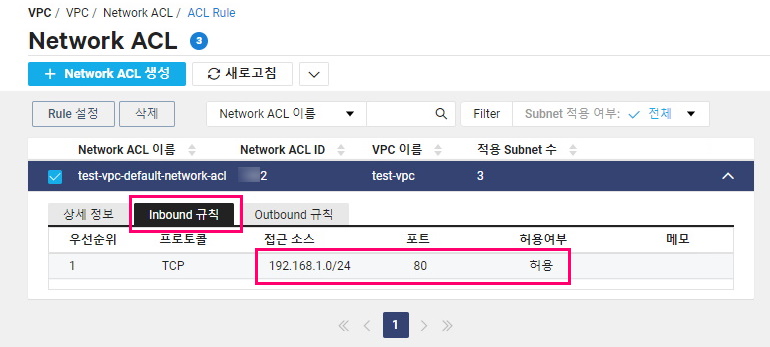 VPC / VPC / Network ACL / ACL Rule
Network ACL 3
+ Network ACL 생성 새로고침
Rule 설정 삭제 Network ACL 이름 Filter Subnet 적용 여부: 전체
Network ACL 이름 Network ACL ID VPC 이름 적용 Subnet 수
test-vpc-default-network-acl 2 test-vpc 3
상세 정보 Inbound 규칙 Outbound 규칙
우선순위 프로토콜 접근 소스 포트 허용여부 메모
1 TCP 192.168.1.0/24 80 허용
1